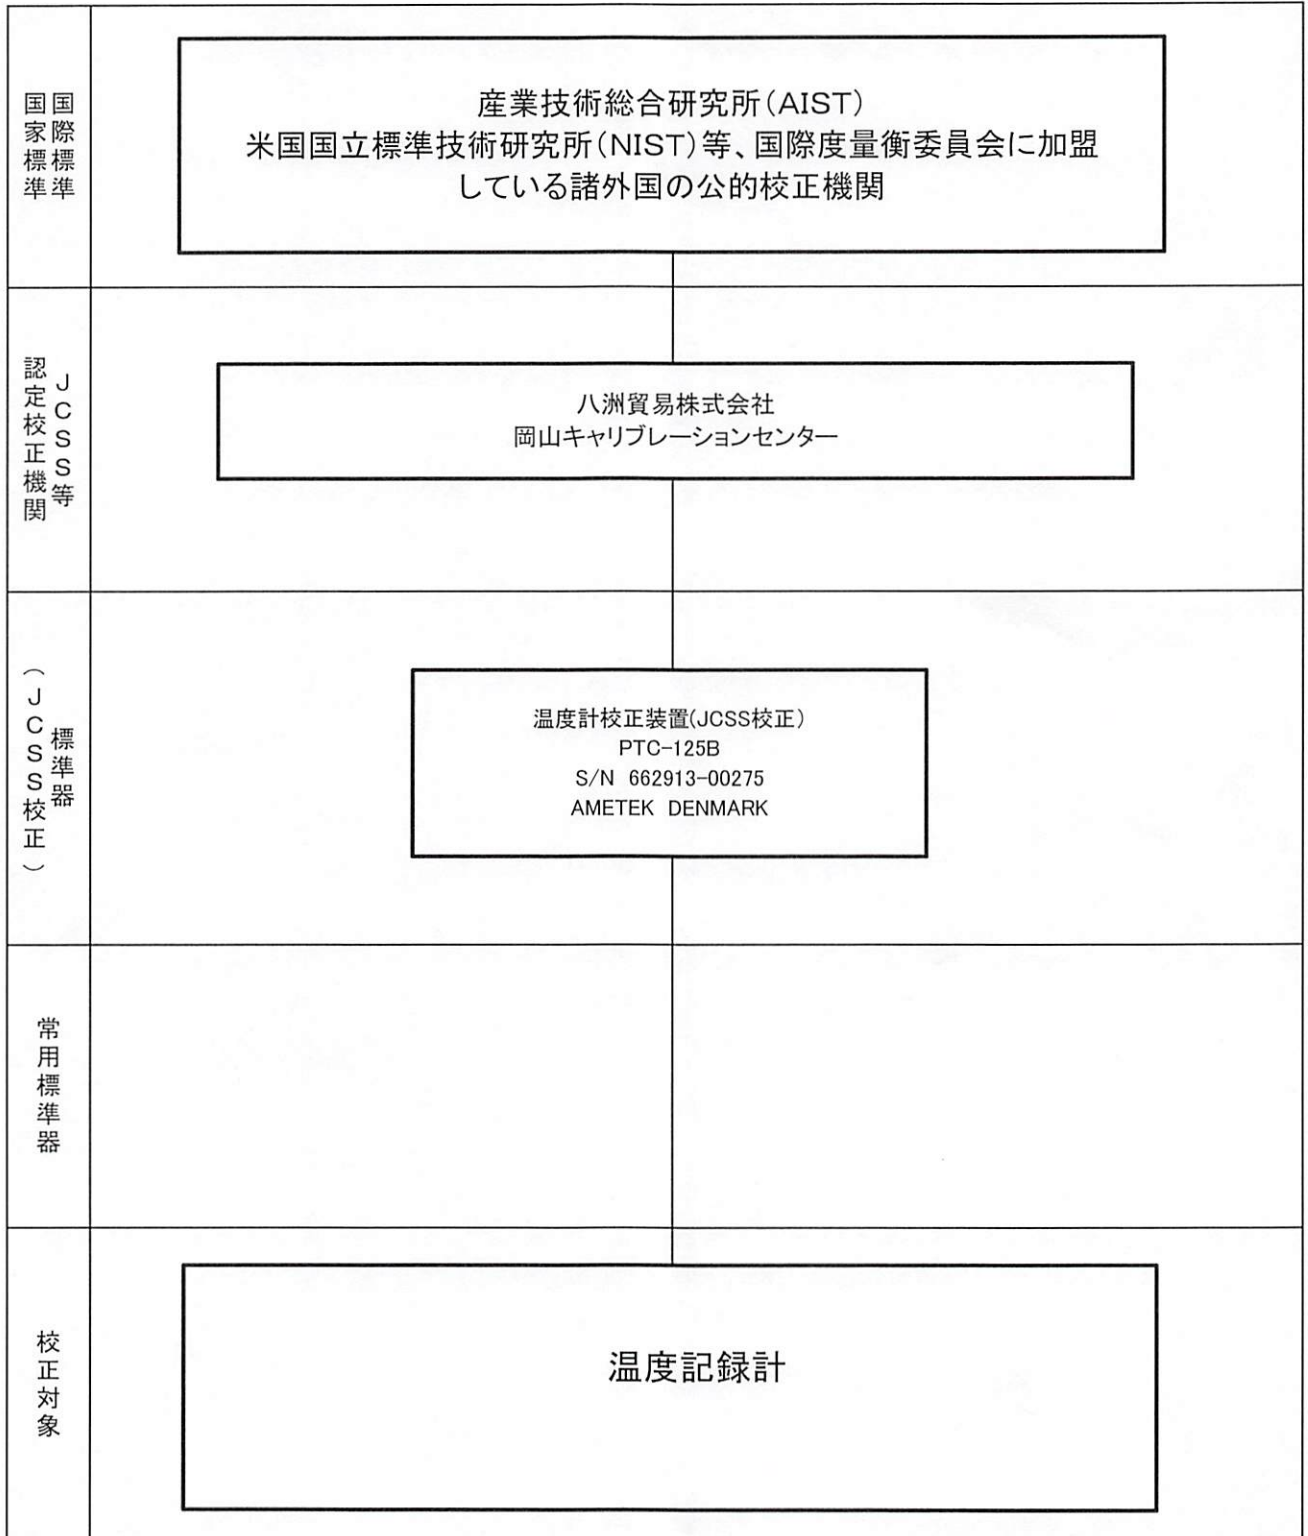 国際標準
国家標準
産業技術総合研究所(AIST)
米国国立標準技術研究所(NIST)等、国際度量衡委員会に加盟
している諸外国の公的校正機関
JCSS等
認定校正機関
八洲貿易株式会社
岡山キャリブレーションセンター
標準器
(JCSS校正)
温度計校正装置(JCSS校正)
PTC-125B
S/N 662913-00275
AMETEK DENMARK
常用標準器
校正対象
温度記録計